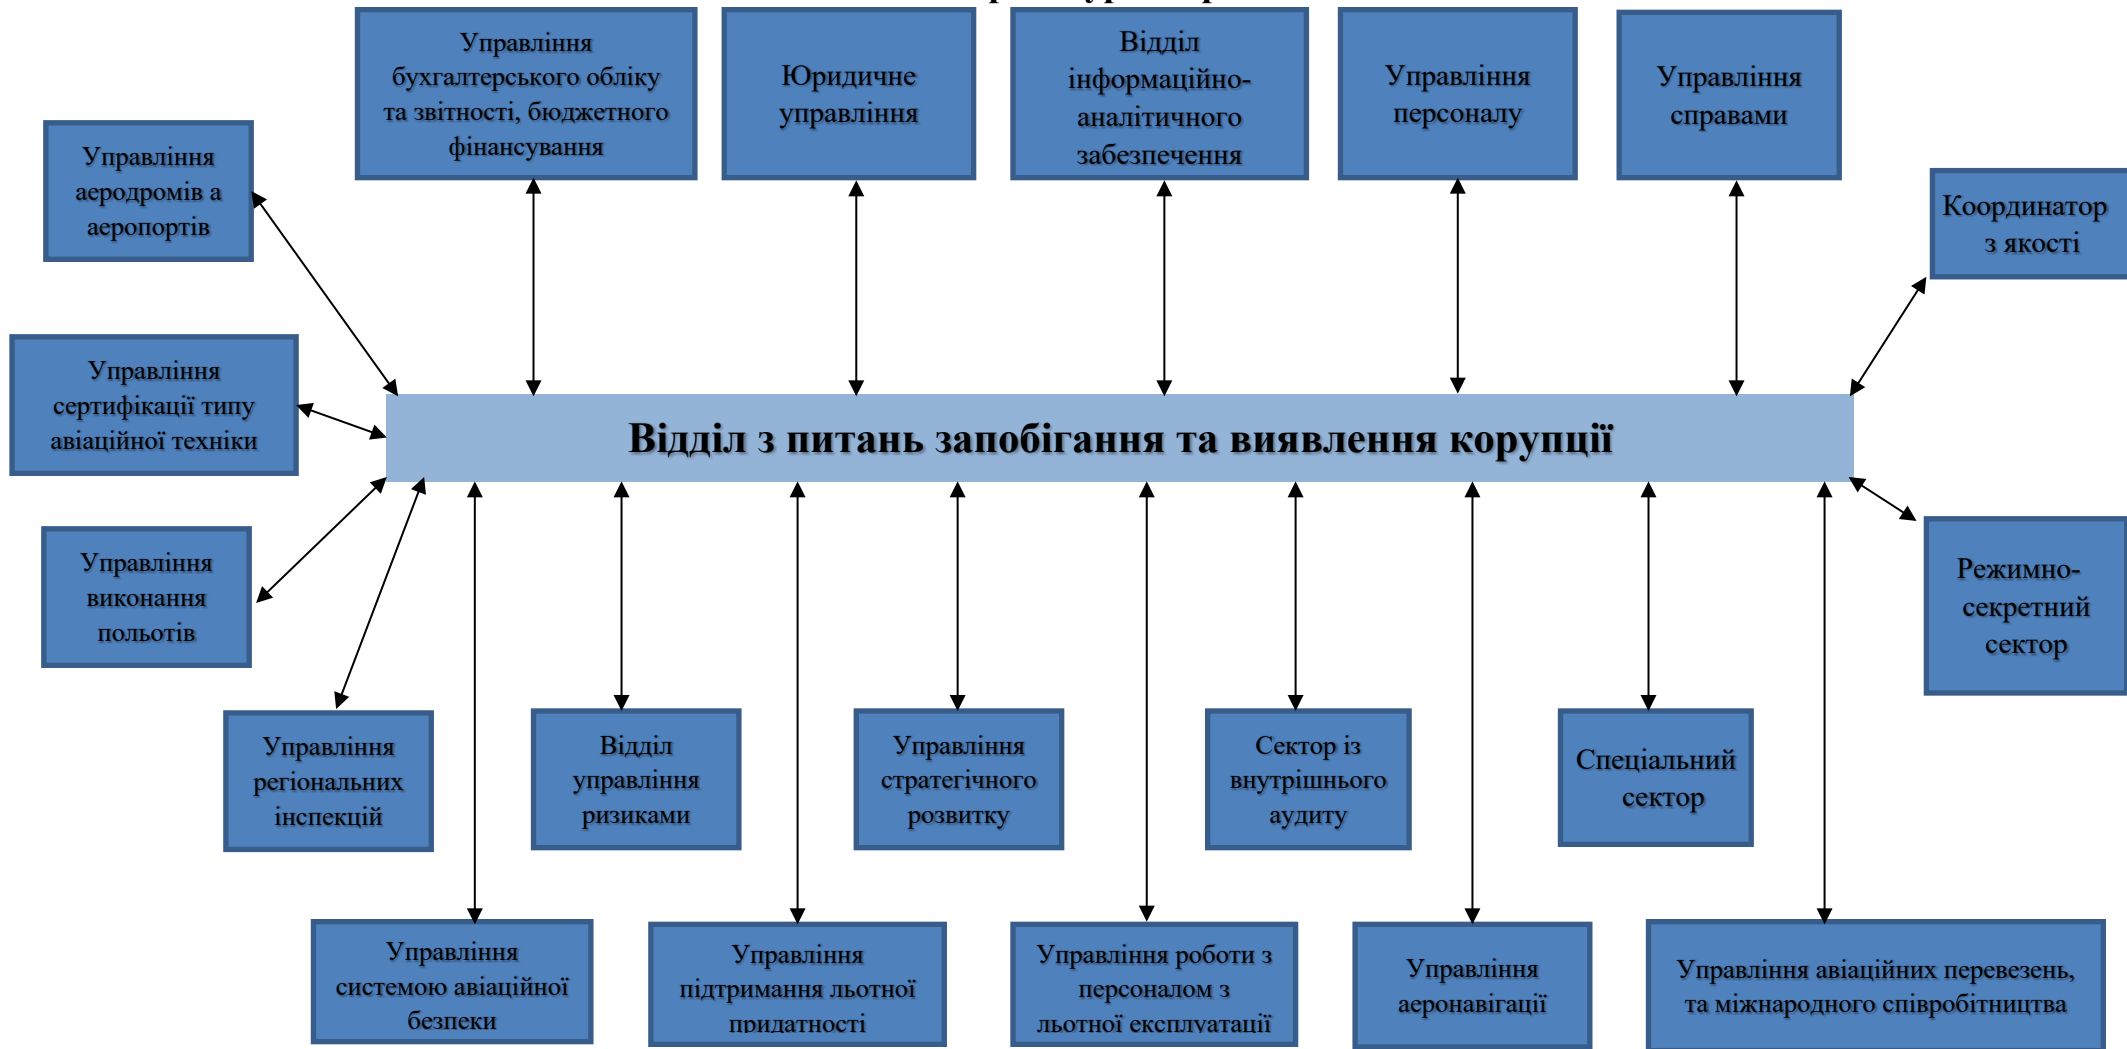 Управління
бухгалтерського обліку
та звітності, бюджетного
фінансування
Юридичне
управління
Відділ
інформаційно-
аналітичного
забезпечення
Управління
персоналу
Управління
справами
Управління
аеродромів а
аеропортів
Координатор
з якості
Управління
сертифікації типу
авіаційної техніки
Відділ з питань запобігання та виявлення корупції
Управління
виконання
польотів
Режимно-
секретний
сектор
Управління
регіональних
інспекцій
Відділ
управління
ризиками
Управління
стратегічного
розвитку
Сектор із
внутрішнього
аудиту
Спеціальний
сектор
Управління
системою авіаційної
безпеки
Управління
підтримання льотної
придатності
Управління роботи з
персоналом з
льотної експлуатації
Управління
аеронавігації
Управління авіаційних перевезень,
та міжнародного співробітництва